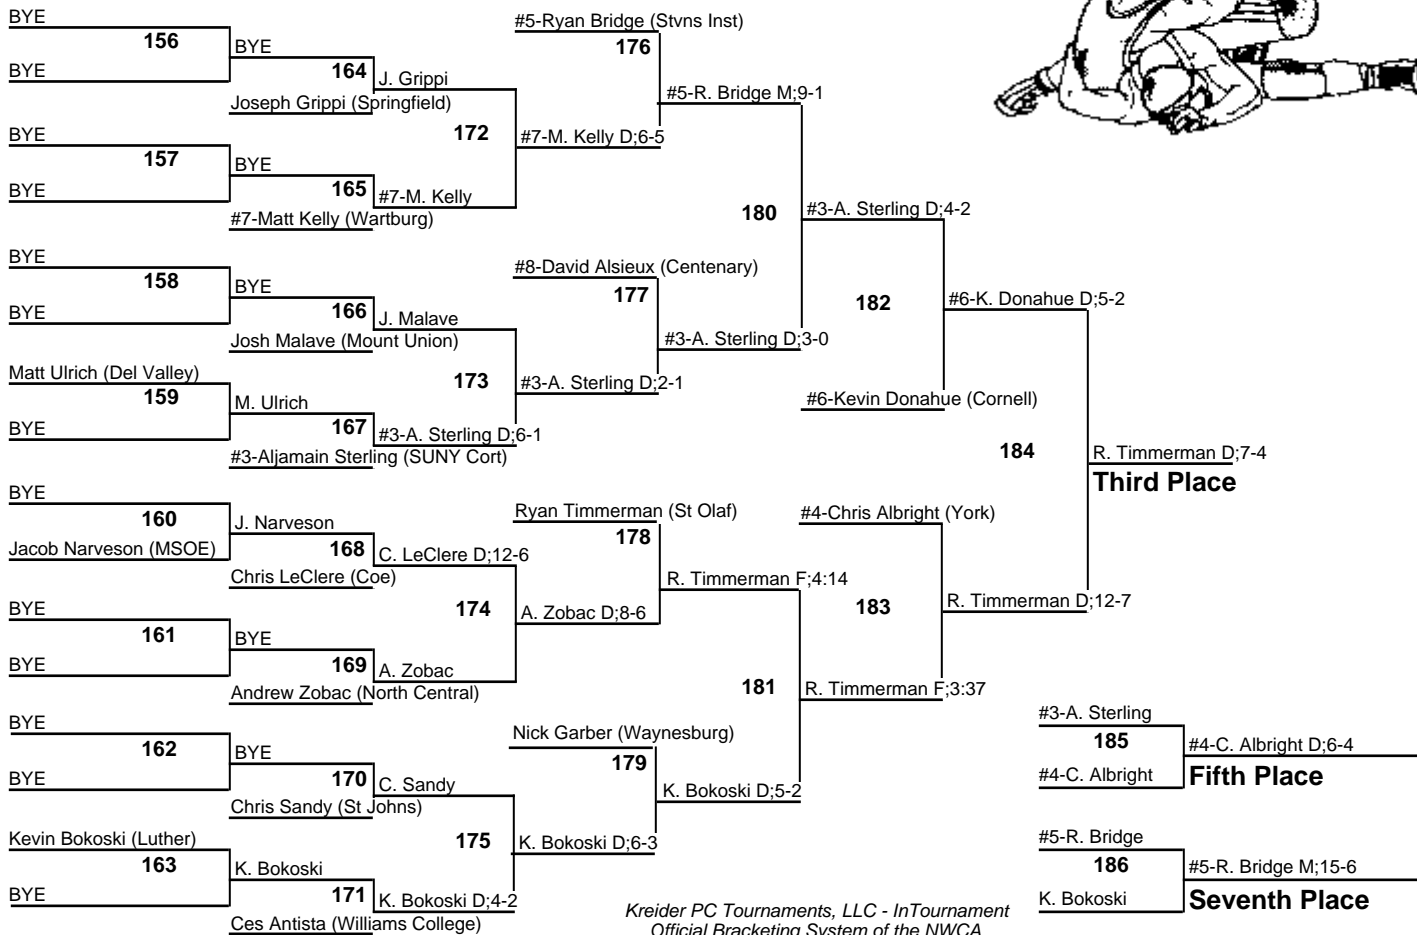 BYE
156
BYE
BYE
164
J. Grippi
Joseph Grippi (Springfield)
172
BYE
157
BYE
BYE
165
#7-M. Kelly
#7-Matt Kelly (Wartburg)
#5-Ryan Bridge (Stvns Inst)
176
#7-M. Kelly D;6-5
#5-R. Bridge M;9-1
180
BYE
158
BYE
BYE
166
J. Malave
Josh Malave (Mount Union)
173
Matt Ulrich (Del Valley)
159
BYE
M. Ulrich
167
#3-A. Sterling D;6-1
#3-Aljamain Sterling (SUNY Cort)
#8-David Alsieux (Centenary)
177
#3-A. Sterling D;2-1
#3-A. Sterling D;3-0
#3-A. Sterling D;4-2
182
#6-Kevin Donahue (Cornell)
#6-K. Donahue D;5-2
184
R. Timmerman D;7-4
Third Place
BYE
160
Jacob Narveson (MSOE)
J. Narveson
168
C. LeClere D;12-6
Chris LeClere (Coe)
174
BYE
161
BYE
BYE
169
A. Zobac
Andrew Zobac (North Central)
Ryan Timmerman (St Olaf)
178
A. Zobac D;8-6
R. Timmerman F;4:14
181
#4-Chris Albright (York)
183
R. Timmerman F;3:37
R. Timmerman D;12-7
BYE
162
BYE
BYE
170
C. Sandy
Chris Sandy (St Johns)
175
Kevin Bokoski (Luther)
163
BYE
K. Bokoski
171
K. Bokoski D;4-2
Ces Antista (Williams College)
Nick Garber (Waynesburg)
179
K. Bokoski D;6-3
K. Bokoski D;5-2
#3-A. Sterling
185
#4-C. Albright
#4-C. Albright D;6-4
Fifth Place
#5-R. Bridge
186
K. Bokoski
#5-R. Bridge M;15-6
Seventh Place
Kreider PC Tournaments, LLC - InTournament
Official Bracketing System of the NWCA